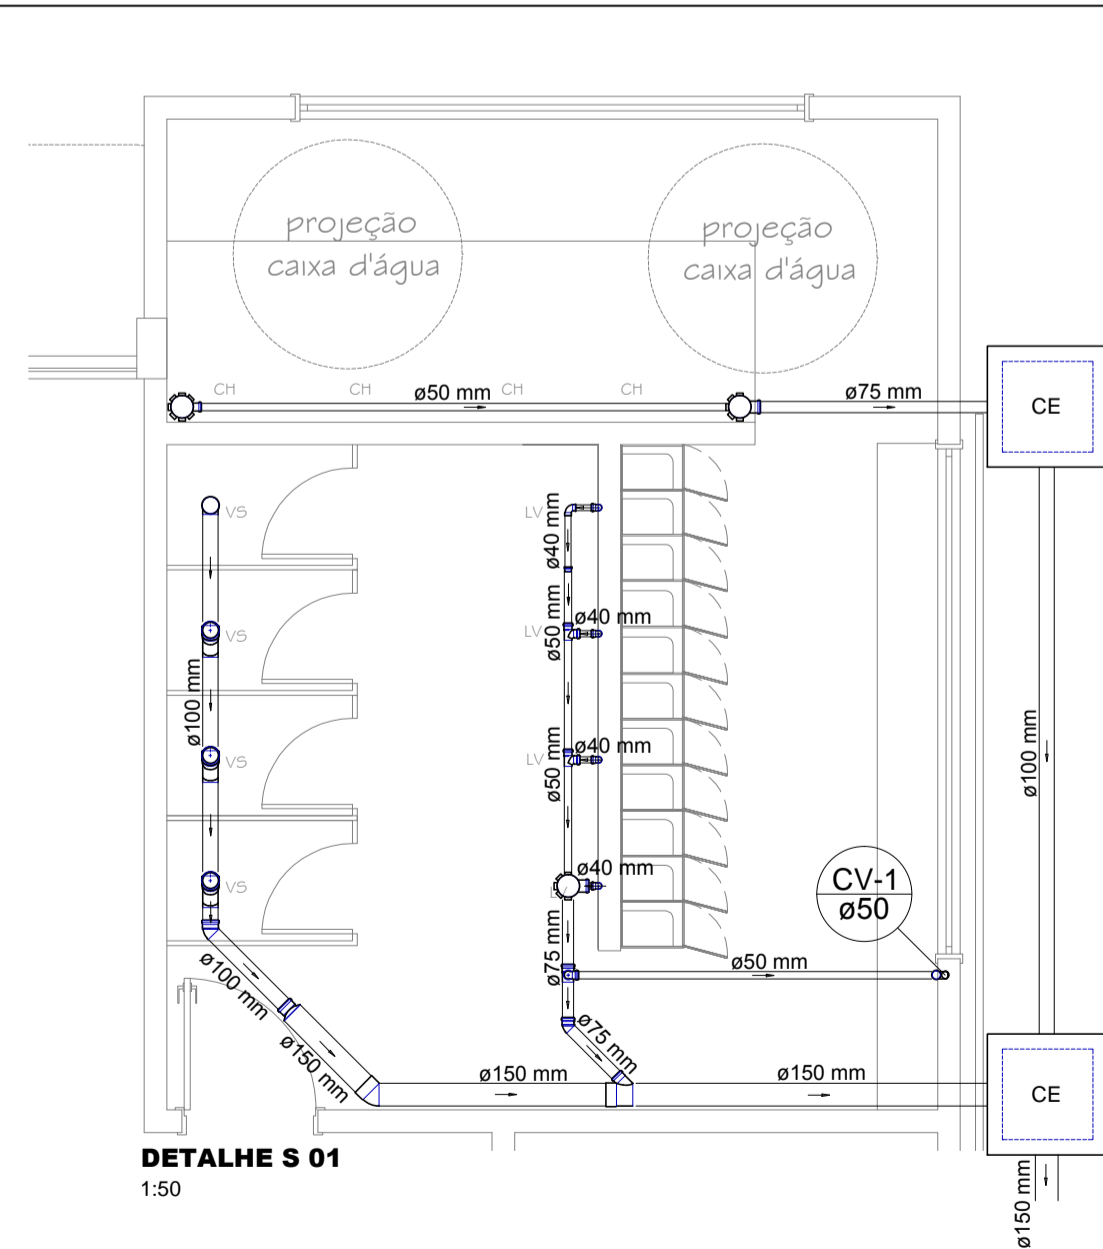 projeção
caixa d'água
projeção
caixa d'água
CH
CH
ø50 mm
CH
CH
ø75 mm
CE
VS
LV
ø40 mm
VS
LV
ø50 mm
ø40 mm
VS
LV
ø50 mm
ø40 mm
ø100 mm
ø100 mm
VS
ø40 mm
CV-1
ø50
ø75 mm
ø50 mm
ø100 mm
ø150 mm
ø75 mm
ø150 mm
ø150 mm
CE
DETALHE S 01
1:50
ø150 mm